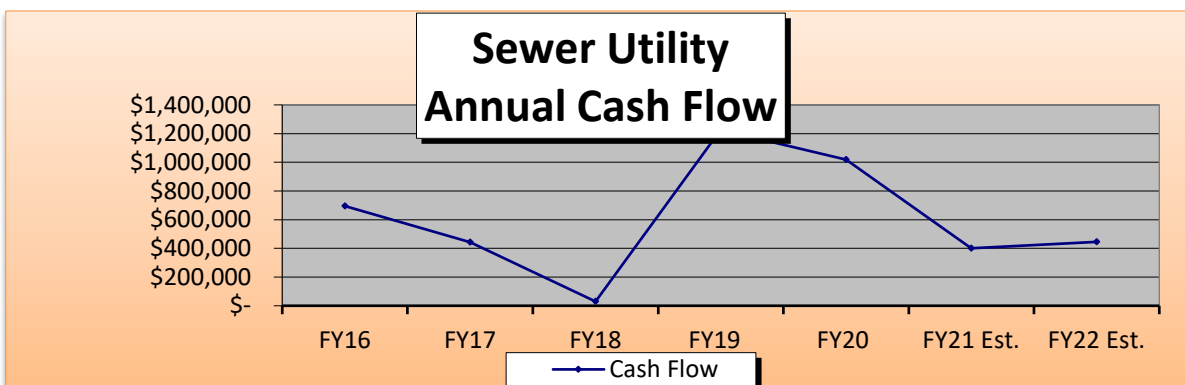 Sewer Utility
Annual Cash Flow
$1,400,000
$1,200,000
$1,000,000
$800,000
$600,000
$400,000
$200,000
$-
FY16 FY17 FY18 FY19 FY20 FY21 Est. FY22 Est.
Cash Flow